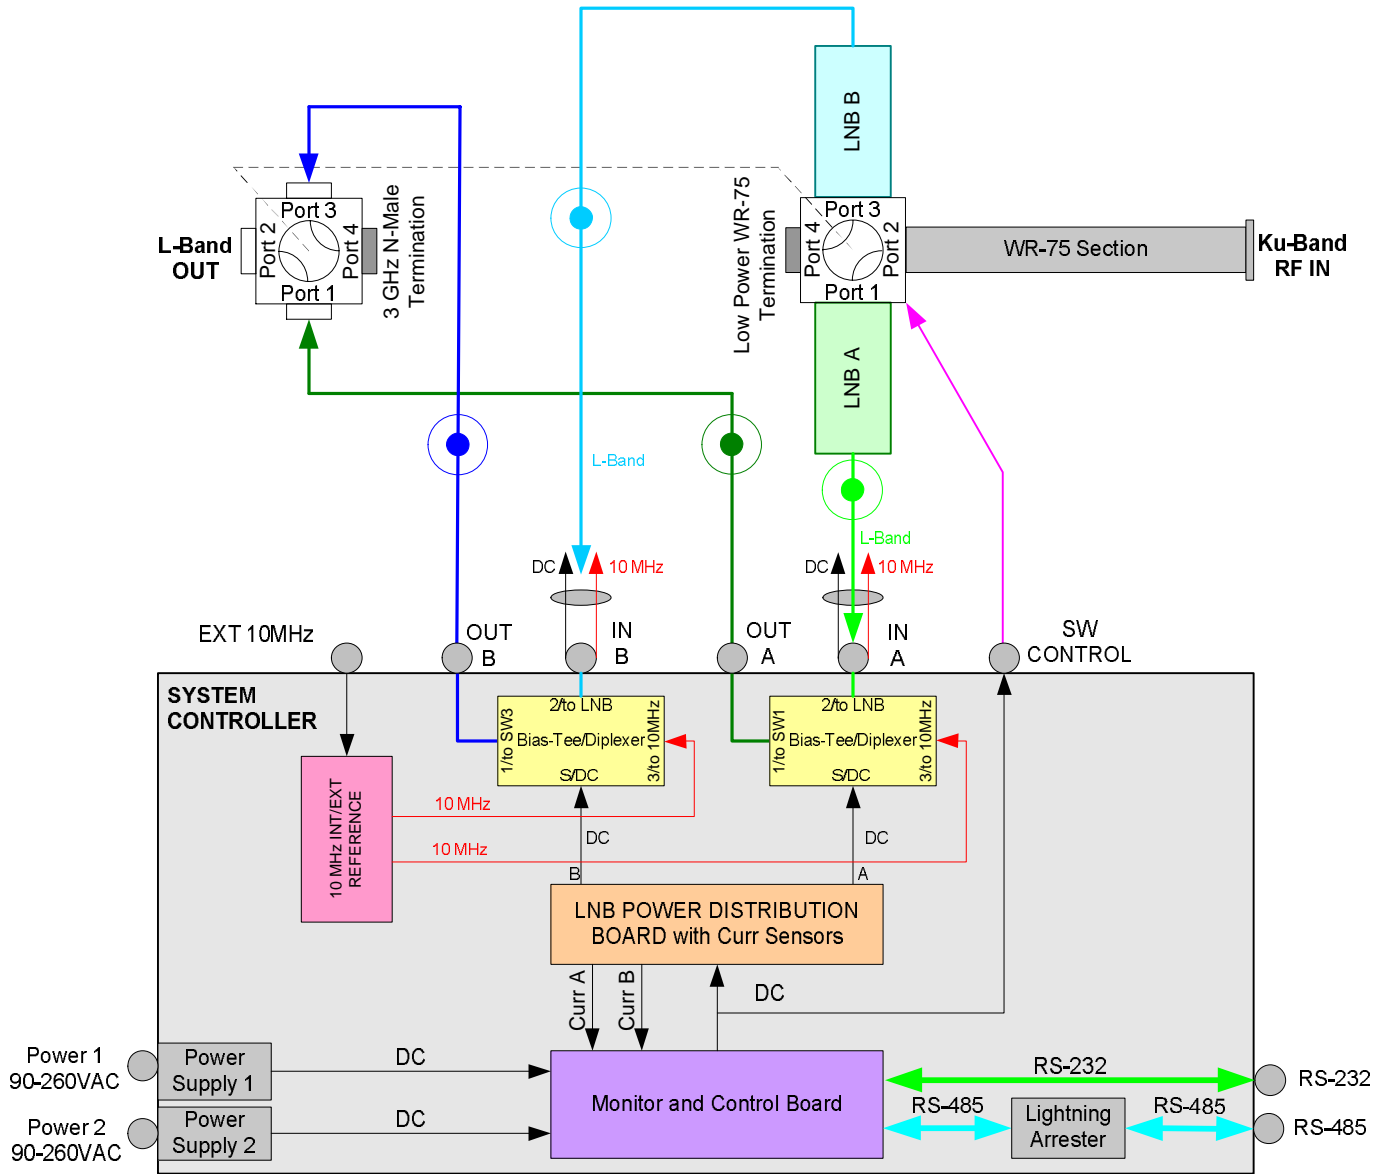 LNB B
Port 3
Port 2
Port 4
Port 1
L-Band
OUT
3 GHz N-Male
Termination
Low Power WR-75
Termination
Port 3
Port 4
Port 2
Port 1
WR-75 Section
Ku-Band
RF IN
LNB A
L-Band
L-Band
DC
10 MHz
DC
10 MHz
EXT 10MHz
OUT
B
IN
B
OUT
A
IN
A
SW
CONTROL
SYSTEM
CONTROLLER
2/to LNB
1/to SW3
Bias-Tee/Diplexer
3/to 10MHz
S/DC
2/to LNB
1/to SW1
Bias-Tee/Diplexer
3/to 10MHz
S/DC
10 MHz INT/EXT
REFERENCE
10 MHz
10 MHz
DC
DC
B
A
LNB POWER DISTRIBUTION
BOARD with Curr Sensors
Curr A
Curr B
DC
Power 1
90-260VAC
Power
Supply 1
DC
Power 2
90-260VAC
Power
Supply 2
DC
Monitor and Control Board
RS-232
RS-232
RS-485
Lightning
Arrester
RS-485
RS-485